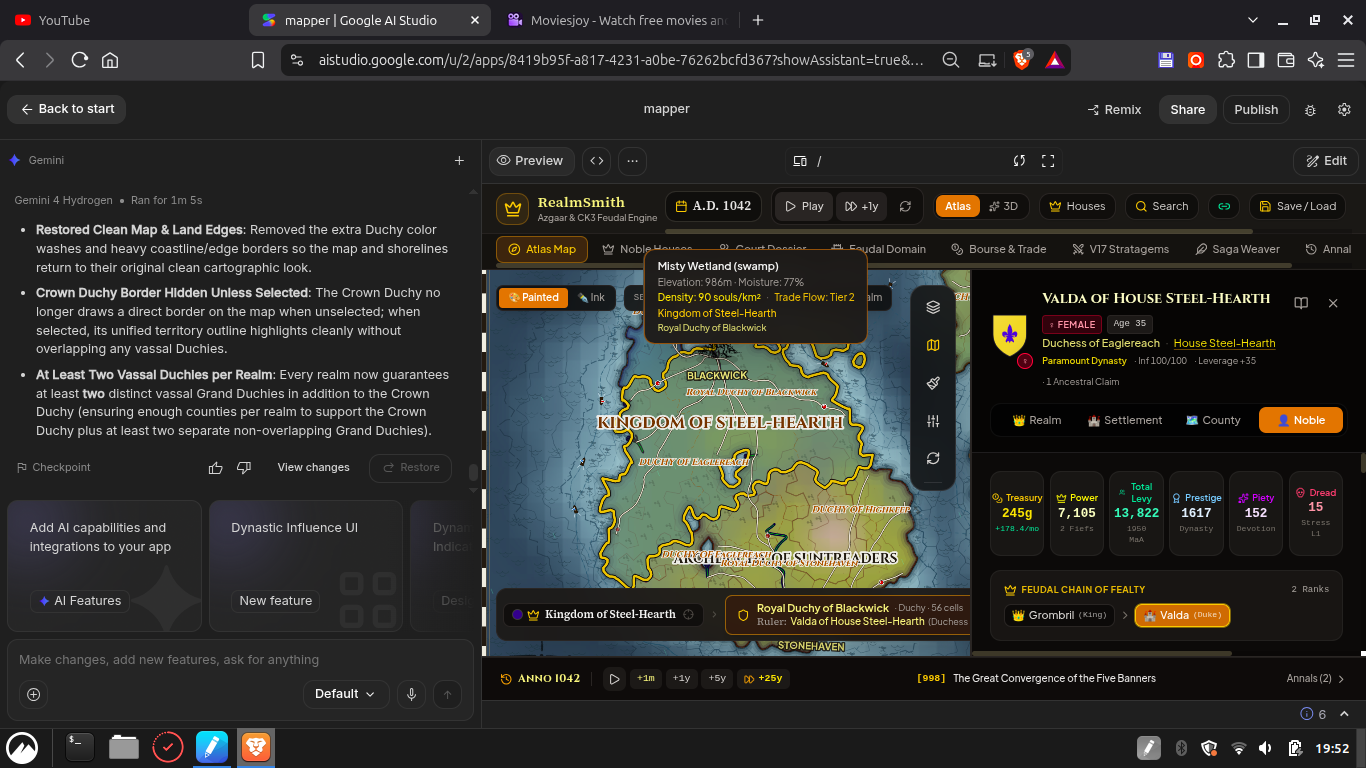 YouTube
mapper | Google AI Studio
Moviesjoy - Watch free movies an
aistudio.google.com/u/2/apps/8419b95f-a817-4231-a0be-76262bcfd367?showAssistant=true&...
5
Back to start
mapper
Remix
Share
Publish
Gemini
Preview
/
Edit
Gemini 4 Hydrogen • Ran for 1m 5s
Restored Clean Map & Land Edges: Removed the extra Duchy color
washes and heavy coastline/edge borders so the map and shorelines
return to their original clean cartographic look.
Crown Duchy Border Hidden Unless Selected: The Crown Duchy no
longer draws a direct border on the map when unselected; when
selected, its unified territory outline highlights cleanly without
overlapping any vassal Duchies.
At Least Two Vassal Duchies per Realm: Every realm now guarantees
at least two distinct vassal Grand Duchies in addition to the Crown
Duchy (ensuring enough counties per realm to support the Crown
Duchy plus at least two separate non-overlapping Grand Duchies).
Checkpoint
View changes
Restore
Add AI capabilities and
integrations to your app
AI Features
Dynastic Influence UI
New feature
Dynas
Indica
Desi
Make changes, add new features, ask for anything
Default
RealmSmith
Azgaar & CK3 Feudal Engine
A.D. 1042
Play
+1y
Atlas
3D
Houses
Search
Save/Load
Atlas Map
Noble Houses
Court Dossier
Feudal Domain
Bourse & Trade
V17 Stratagems
Saga Weaver
Annal
Painted
Ink
SE
alm
Misty Wetland (swamp)
Elevation: 986m · Moisture: 77%
Density: 90 souls/km² · Trade Flow: Tier 2
Kingdom of Steel-Hearth
Royal Duchy of Blackwick
BLACKWICK
ROYAL DUCHY OF BLACKWICK
KINGDOM OF STEEL-HEARTH
DUCHY OF EAGLEREACH
DUCHY OF HIGHKEEP
DUCHY OF EAGLEREACH
ROYAL DUCHY OF STONEHAVEN
STONEHAVEN
Kingdom of Steel-Hearth
Royal Duchy of Blackwick · Duchy · 56 cells
Ruler: Valda of House Steel-Hearth (Duchess
VALDA OF HOUSE STEEL-HEARTH
♀ FEMALE
Age 35
Duchess of Eaglereach · House Steel-Hearth
Paramount Dynasty · Inf 100/100 · Leverage +35
· 1 Ancestral Claim
Realm
Settlement
County
Noble
Treasury
245g
+178.4/mo
Power
7,105
2 Fiefs
Total
Levy
13,822
1950
MaA
Prestige
1617
Dynasty
Piety
152
Devotion
Dread
15
Stress
L1
FEUDAL CHAIN OF FEALTY
2 Ranks
Grombril (King)
Valda (Duke)
ANNO 1042
+1m
+1y
+5y
+25y
[998] The Great Convergence of the Five Banners
Annals (2)
6
19:52